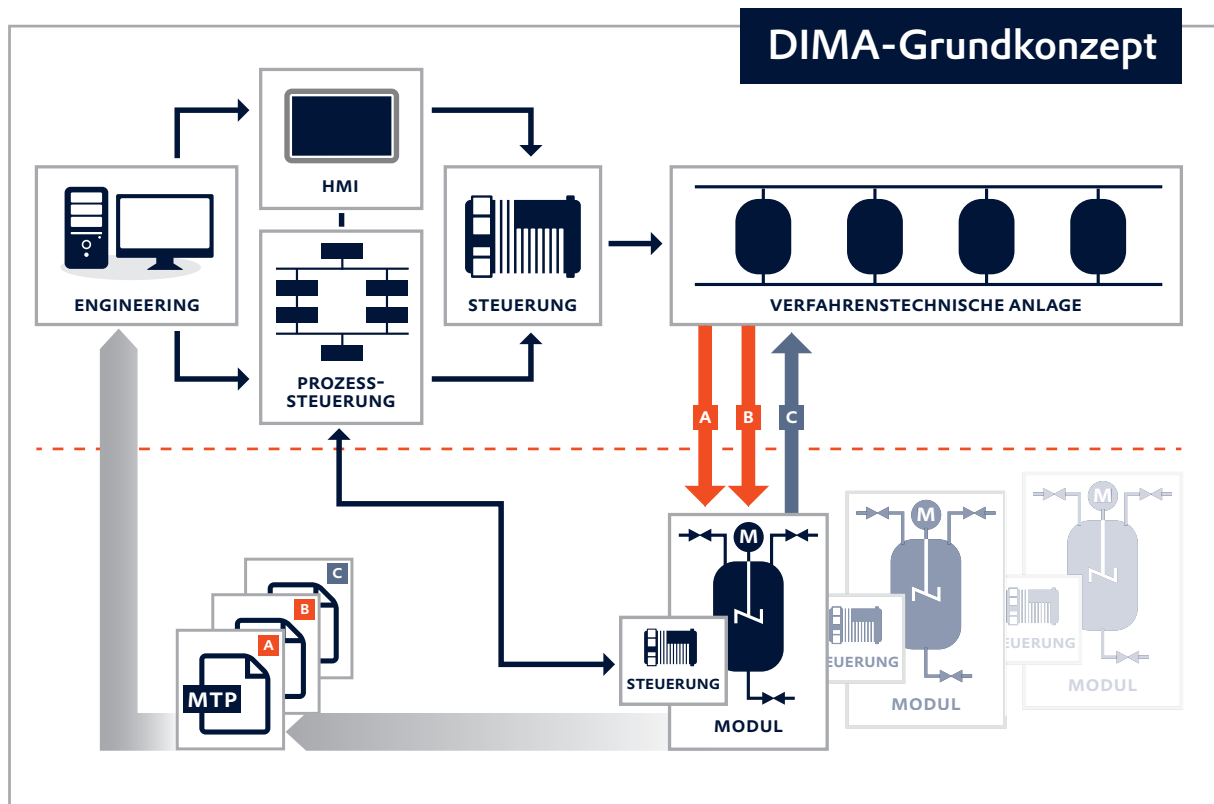 DIMA-Grundkonzept
HMI
ENGINEERING
PROZESS-
STEUERUNG
STEUERUNG
VERFAHRENSTECHNISCHE ANLAGE
A
B
C
M
STEUERUNG
MODUL
M
EUERUNG
MODUL
M
EUERUNG
MODUL
C
B
A
MTP